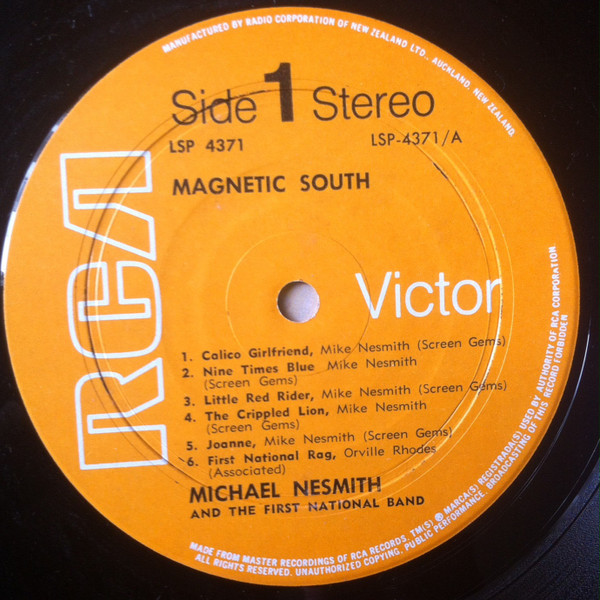 MANUFACTURED BY RADIO CORPORATION OF NEW ZEALAND LTD., AUCKLAND, NEW ZEALAND.
Side 1 Stereo
LSP 4371 LSP-4371/A
MAGNETIC SOUTH
RCA
Victor
1. Calico Girlfriend, Mike Nesmith (Screen Gems)
2. Nine Times Blue Mike Nesmith
(Screen Gems)
3. Little Red Rider, Mike Nesmith (Screen Gems)
4. The Crippled Lion, Mike Nesmith
(Screen Gems)
5. Joanne, Mike Nesmith (Screen Gems)
6. First National Rag, Orville Rhodes
(Associated)
MICHAEL NESMITH
AND THE FIRST NATIONAL BAND
MADE FROM MASTER RECORDINGS OF RCA RECORDS, TM(S) ® MARCA(S) REGISTRADA(S) USED BY AUTHORITY OF RCA CORPORATION
ALL RIGHTS RESERVED. UNAUTHORIZED COPYING, PUBLIC PERFORMANCE, BROADCASTING OF THIS RECORD FORBIDDEN